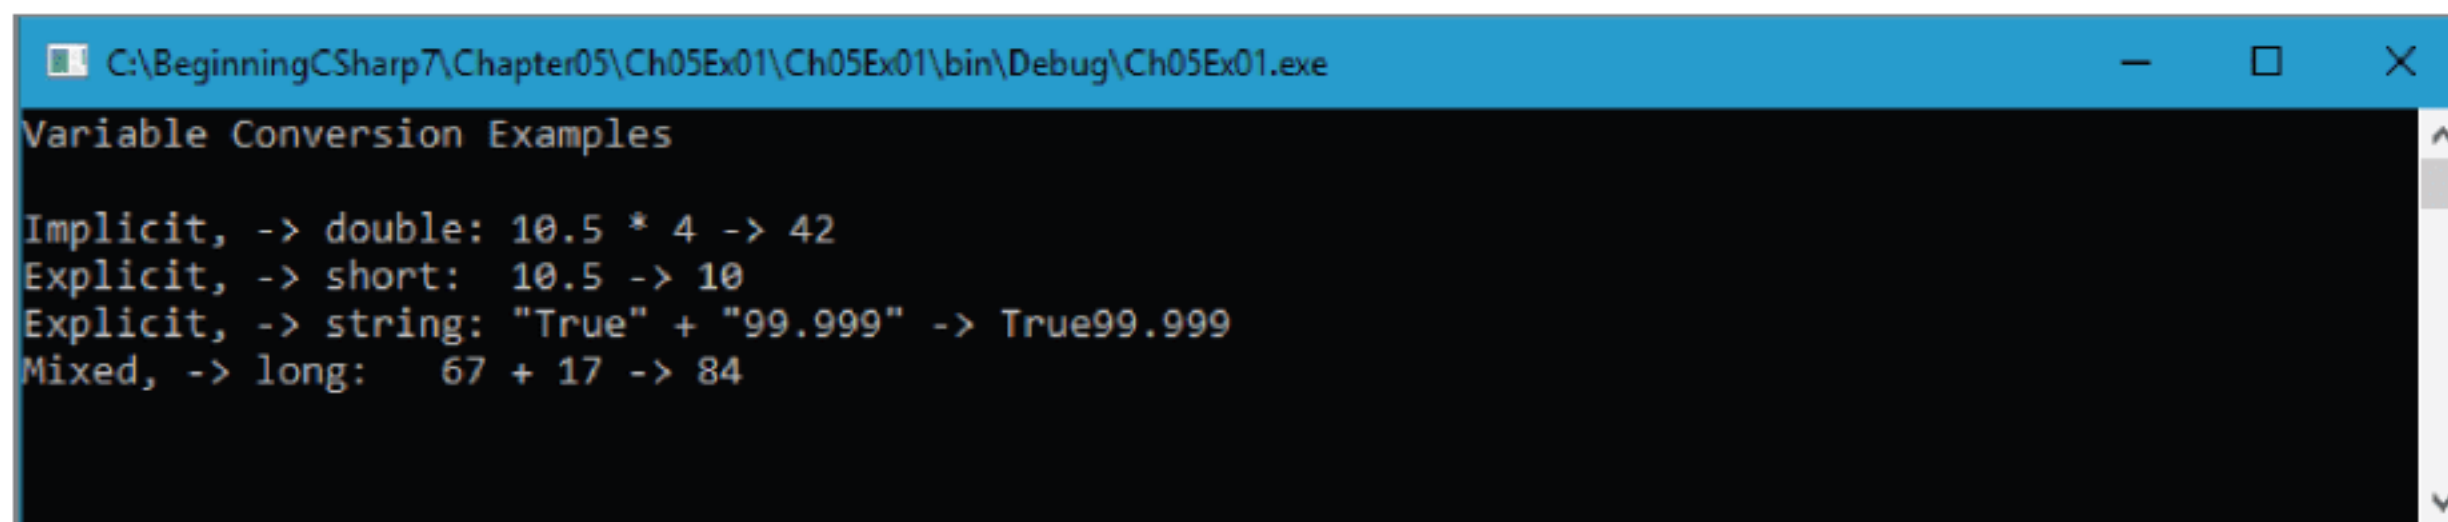 C:\BeginningCSharp7\Chapter05\Ch05Ex01\Ch05Ex01\bin\Debug\Ch05Ex01.exe
Variable Conversion Examples
Implicit, -> double: 10.5 * 4 -> 42
Explicit, -> short:  10.5 -> 10
Explicit, -> string: "True" + "99.999" -> True99.999
Mixed, -> long:   67 + 17 -> 84